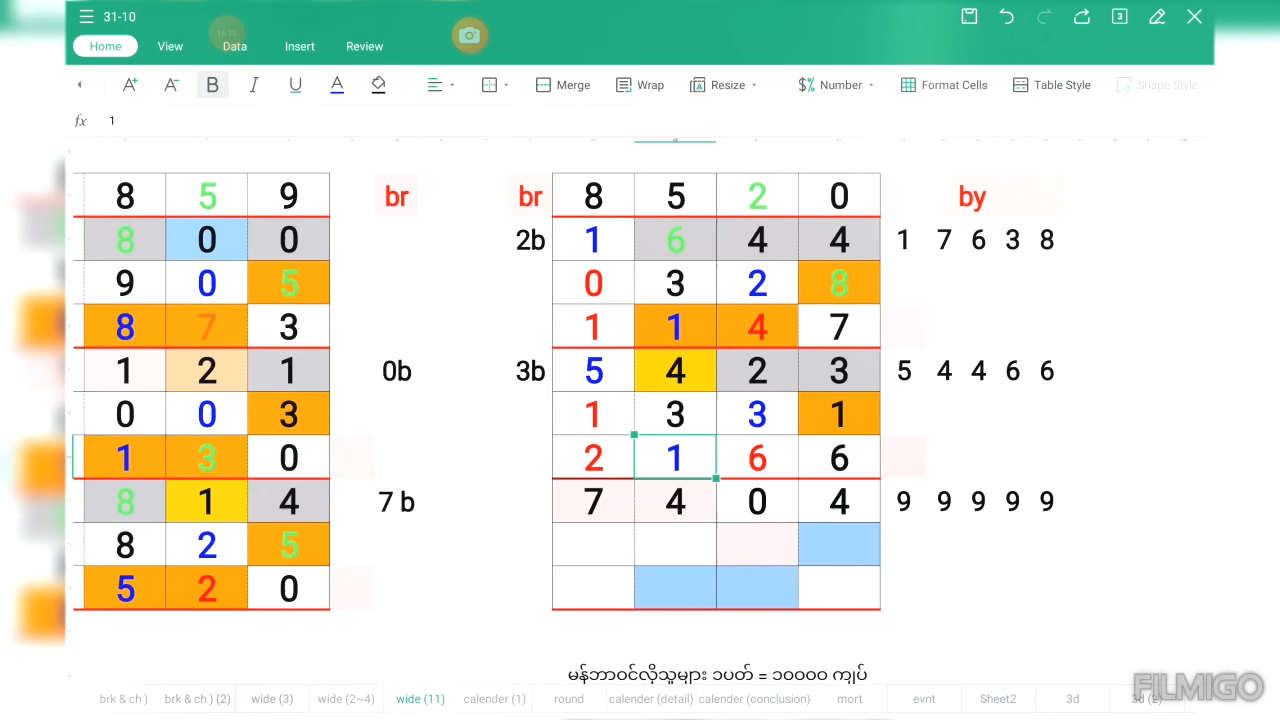 31-10
16:15
3
Home View Data Insert Review
A+ A- B I U A Merge Wrap Resize $% Number Format Cells Table Style Shape Style
fx 1
8 5 9 br br 8 5 2 0 by
8 0 0 2b 1 6 4 4 1 7 6 3 8
9 0 5 0 3 2 8
8 7 3 1 1 4 7
1 2 1 0b 3b 5 4 2 3 5 4 4 6 6
0 0 3 1 3 3 1
1 3 0 2 1 6 6
8 1 4 7 b 7 4 0 4 9 9 9 9 9
8 2 5
5 2 0
မန်ဘာဝင်လိုသူများ ၁ပတ် = ၁၀၀၀၀ ကျပ်
brk & ch ) brk & ch ) (2) wide (3) wide (2~4) wide (11) calender (1) round calender (detail) calender (conclusion) mort evnt Sheet2 3d 3d (2)
FILMIGO